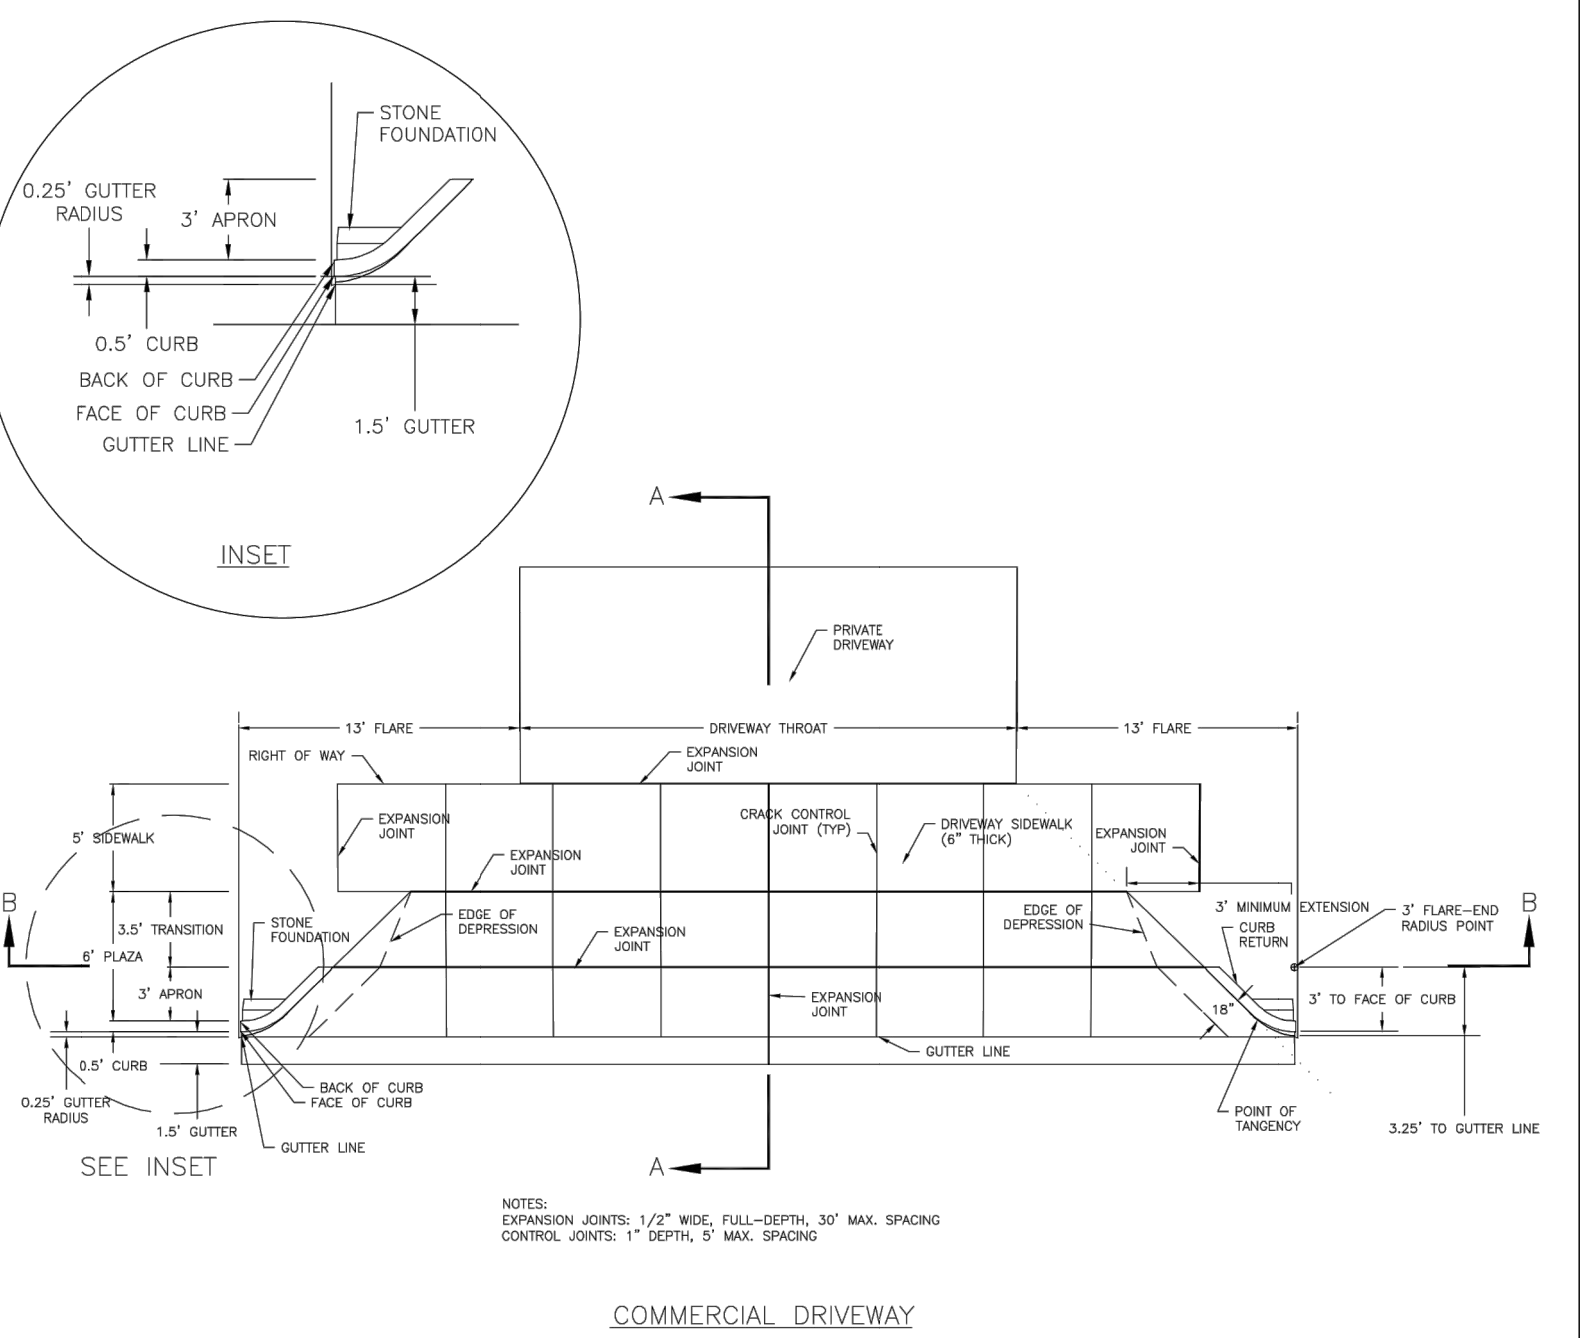 STONE
FOUNDATION
0.25' GUTTER
RADIUS
3' APRON
0.5' CURB
BACK OF CURB
FACE OF CURB
GUTTER LINE
1.5' GUTTER
INSET
A
PRIVATE
DRIVEWAY
13' FLARE
DRIVEWAY THROAT
13' FLARE
RIGHT OF WAY
EXPANSION
JOINT
5' SIDEWALK
EXPANSION
JOINT
CRACK CONTROL
JOINT (TYP)
DRIVEWAY SIDEWALK
(6" THICK)
EXPANSION
JOINT
EXPANSION
JOINT
B
3.5' TRANSITION
6' PLAZA
3' APRON
STONE
FOUNDATION
EDGE OF
DEPRESSION
EXPANSION
JOINT
EDGE OF
DEPRESSION
3' MINIMUM EXTENSION
CURB
RETURN
3' FLARE-END
RADIUS POINT
B
EXPANSION
JOINT
18"
3' TO FACE OF CURB
GUTTER LINE
0.5' CURB
0.25' GUTTER
RADIUS
1.5' GUTTER
BACK OF CURB
FACE OF CURB
GUTTER LINE
POINT OF
TANGENCY
3.25' TO GUTTER LINE
SEE INSET
A
NOTES:
EXPANSION JOINTS: 1/2" WIDE, FULL-DEPTH, 30' MAX. SPACING
CONTROL JOINTS: 1" DEPTH, 5' MAX. SPACING
COMMERCIAL DRIVEWAY